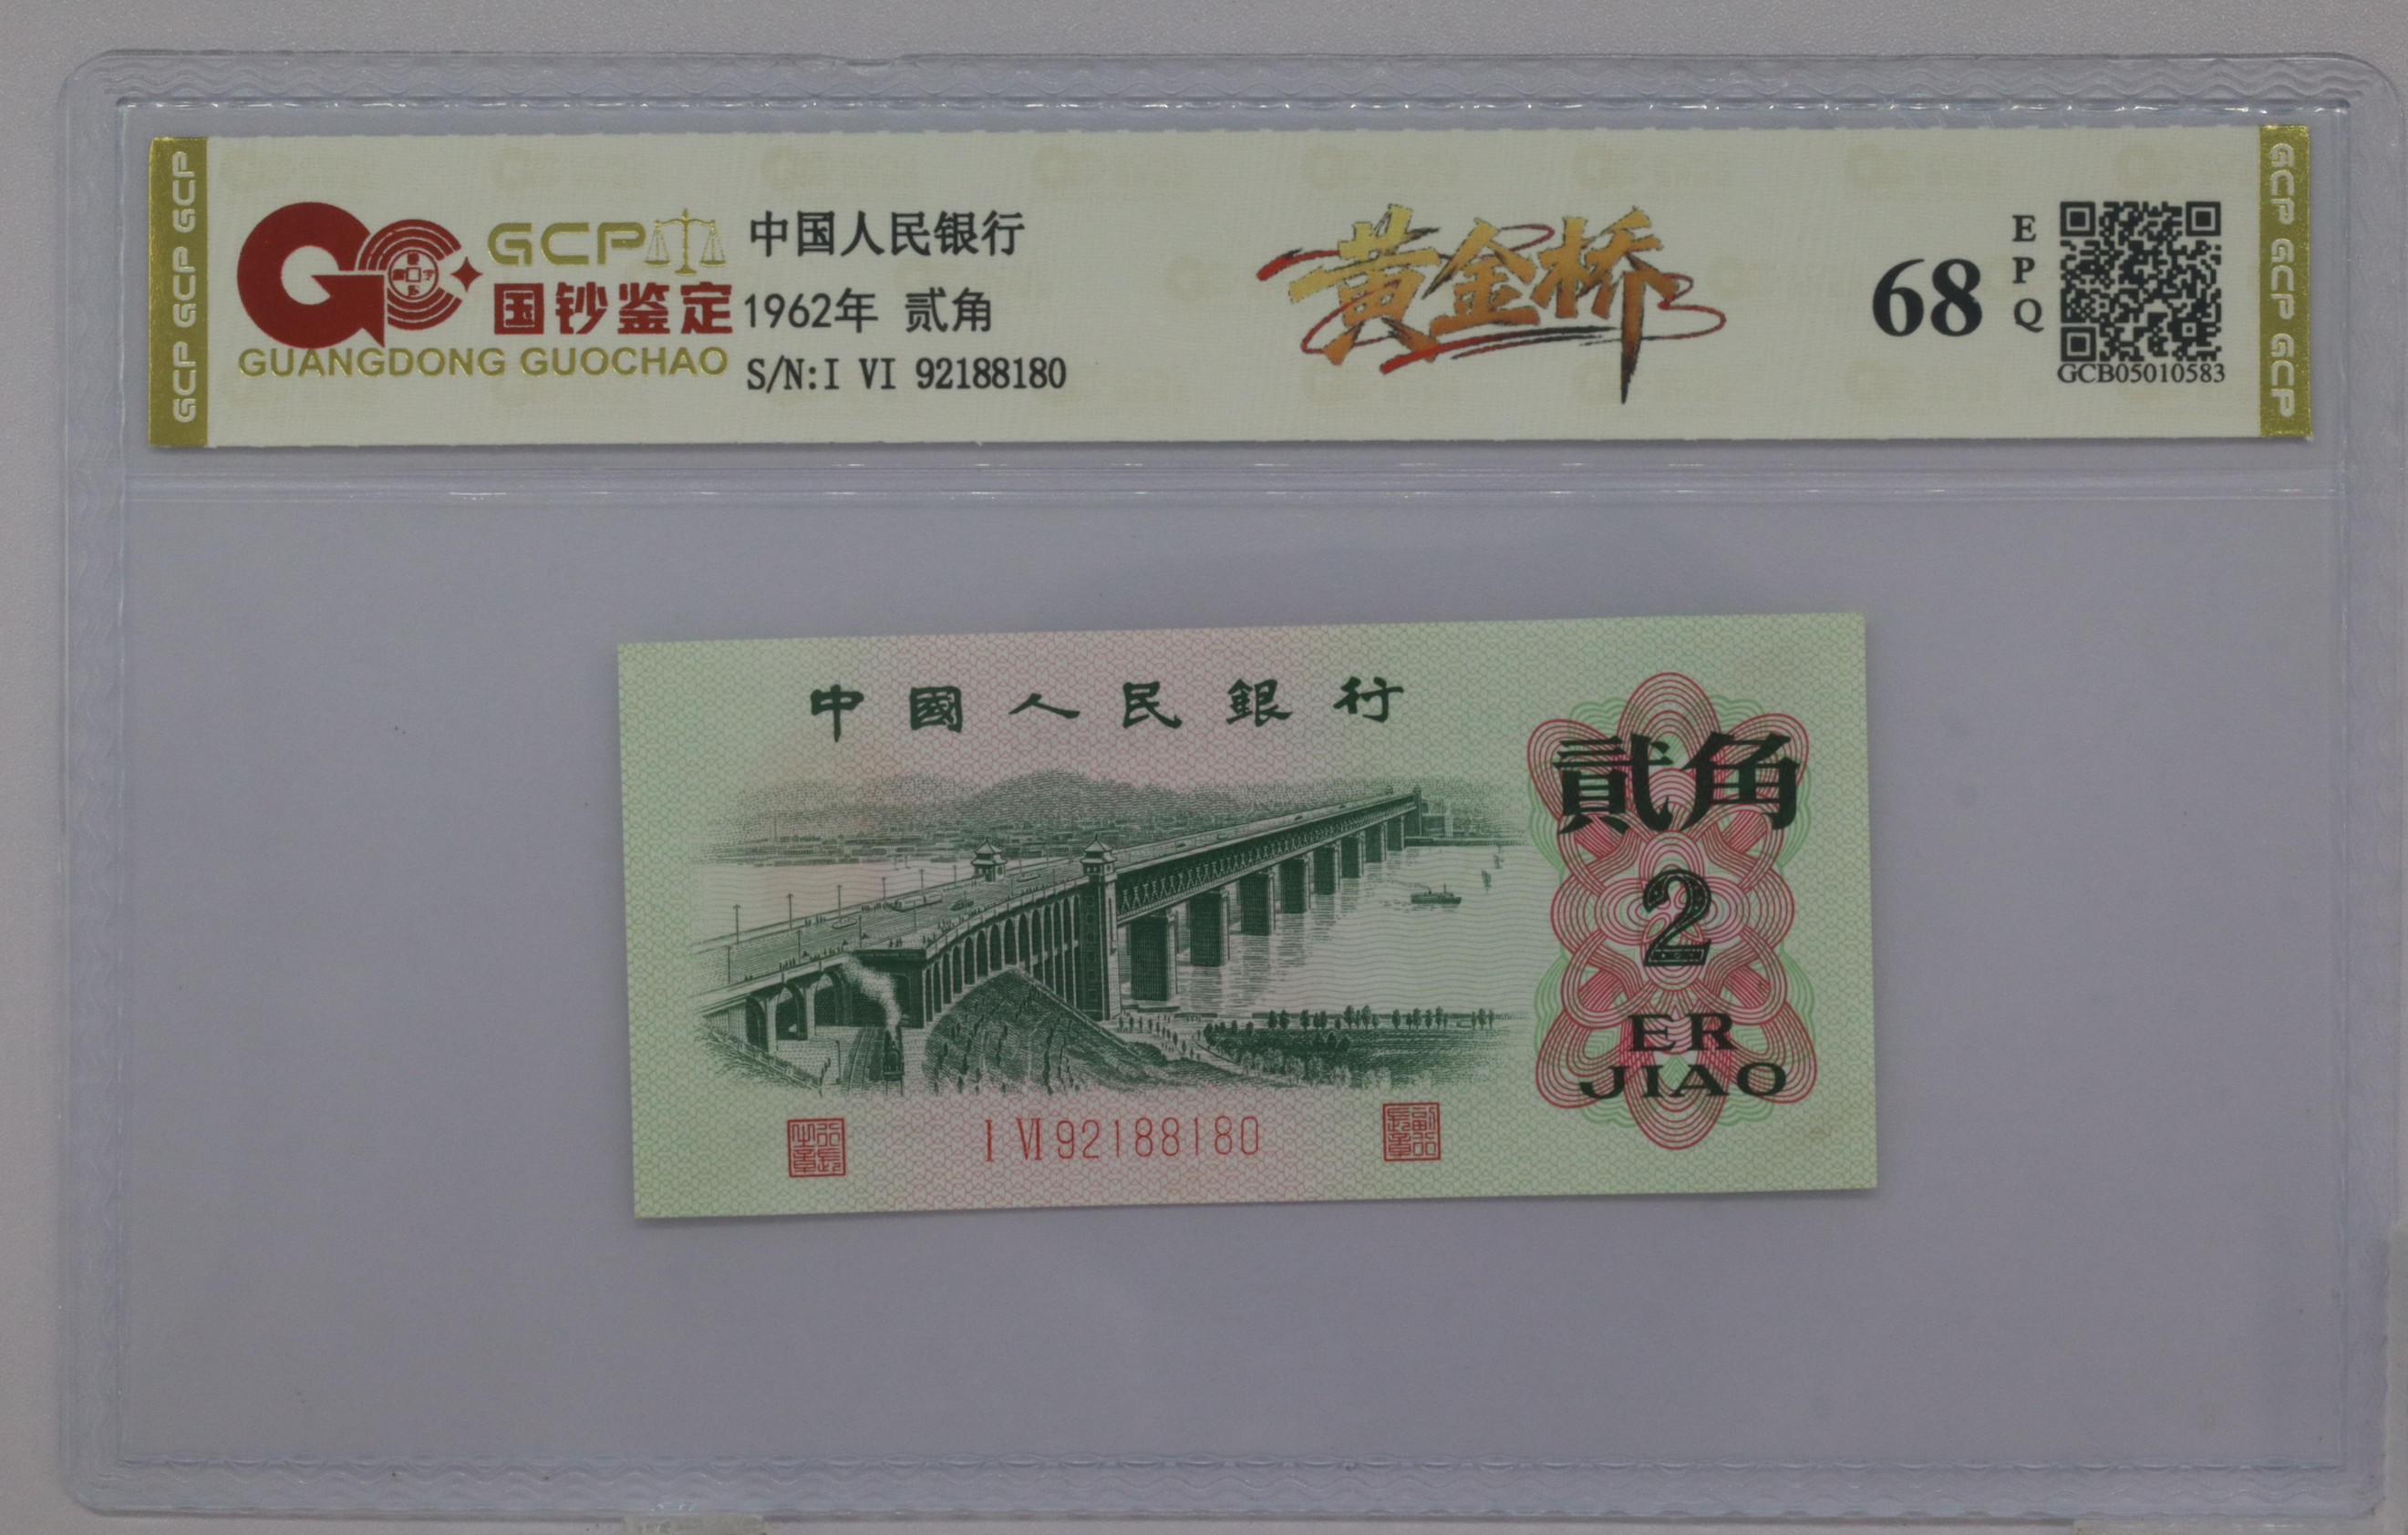 GCP GCP GCP
GCP
国钞鉴定
GUANGDONG GUOCHAO
中国人民银行
1962年 贰角
S/N:I VI 92188180
黄金桥
68
EPQ
GCB05010583
GCP GCP GCP
中國人民銀行
貳角
2
ER
JIAO
I VI 92188180